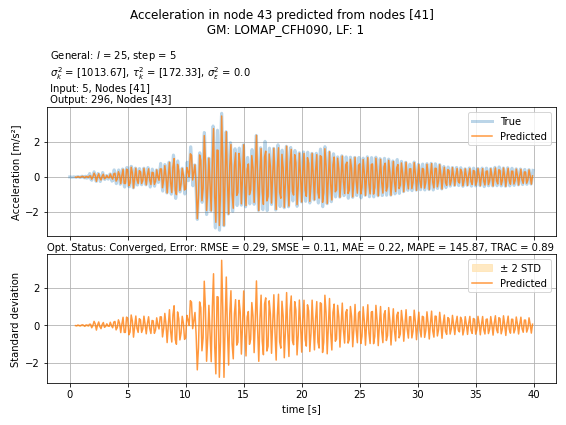 Acceleration in node 43 predicted from nodes [41]
GM: LOMAP_CFH090, LF: 1
General: l = 25, step = 5
σ²ₖ = [1013.67], τ²ₖ = [172.33], σ²ε = 0.0
Input: 5, Nodes [41]
Output: 296, Nodes [43]
Acceleration [m/s²]
2
0
−2
True
Predicted
Opt. Status: Converged, Error: RMSE = 0.29, SMSE = 0.11, MAE = 0.22, MAPE = 145.87, TRAC = 0.89
Standard deviation
2
0
−2
± 2 STD
Predicted
0 5 10 15 20 25 30 35 40
time [s]